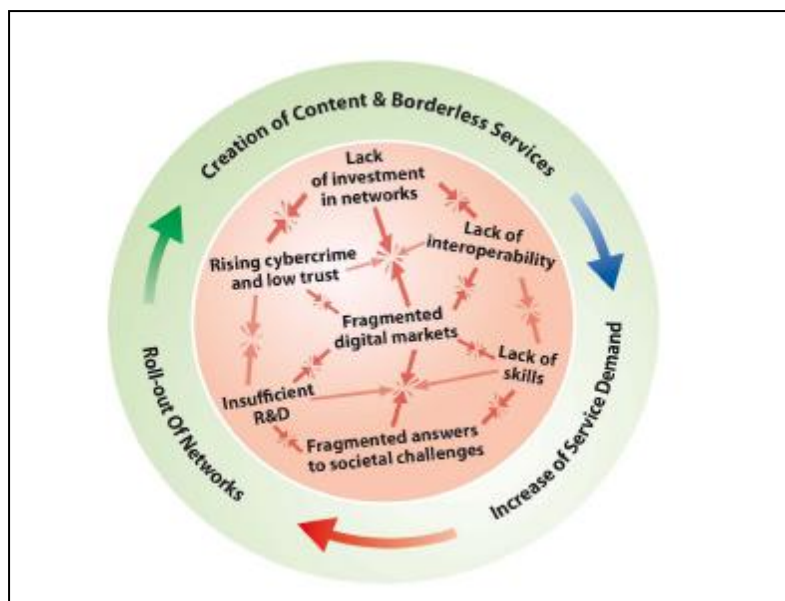 Creation of Content & Borderless Services
Lack
of investment
in networks
Lack of
interoperability
Rising cybercrime
and low trust
Fragmented
digital markets
Lack of
skills
Insufficient
R&D
Fragmented answers
to societal challenges
Increase of Service Demand
Roll-out Of Networks